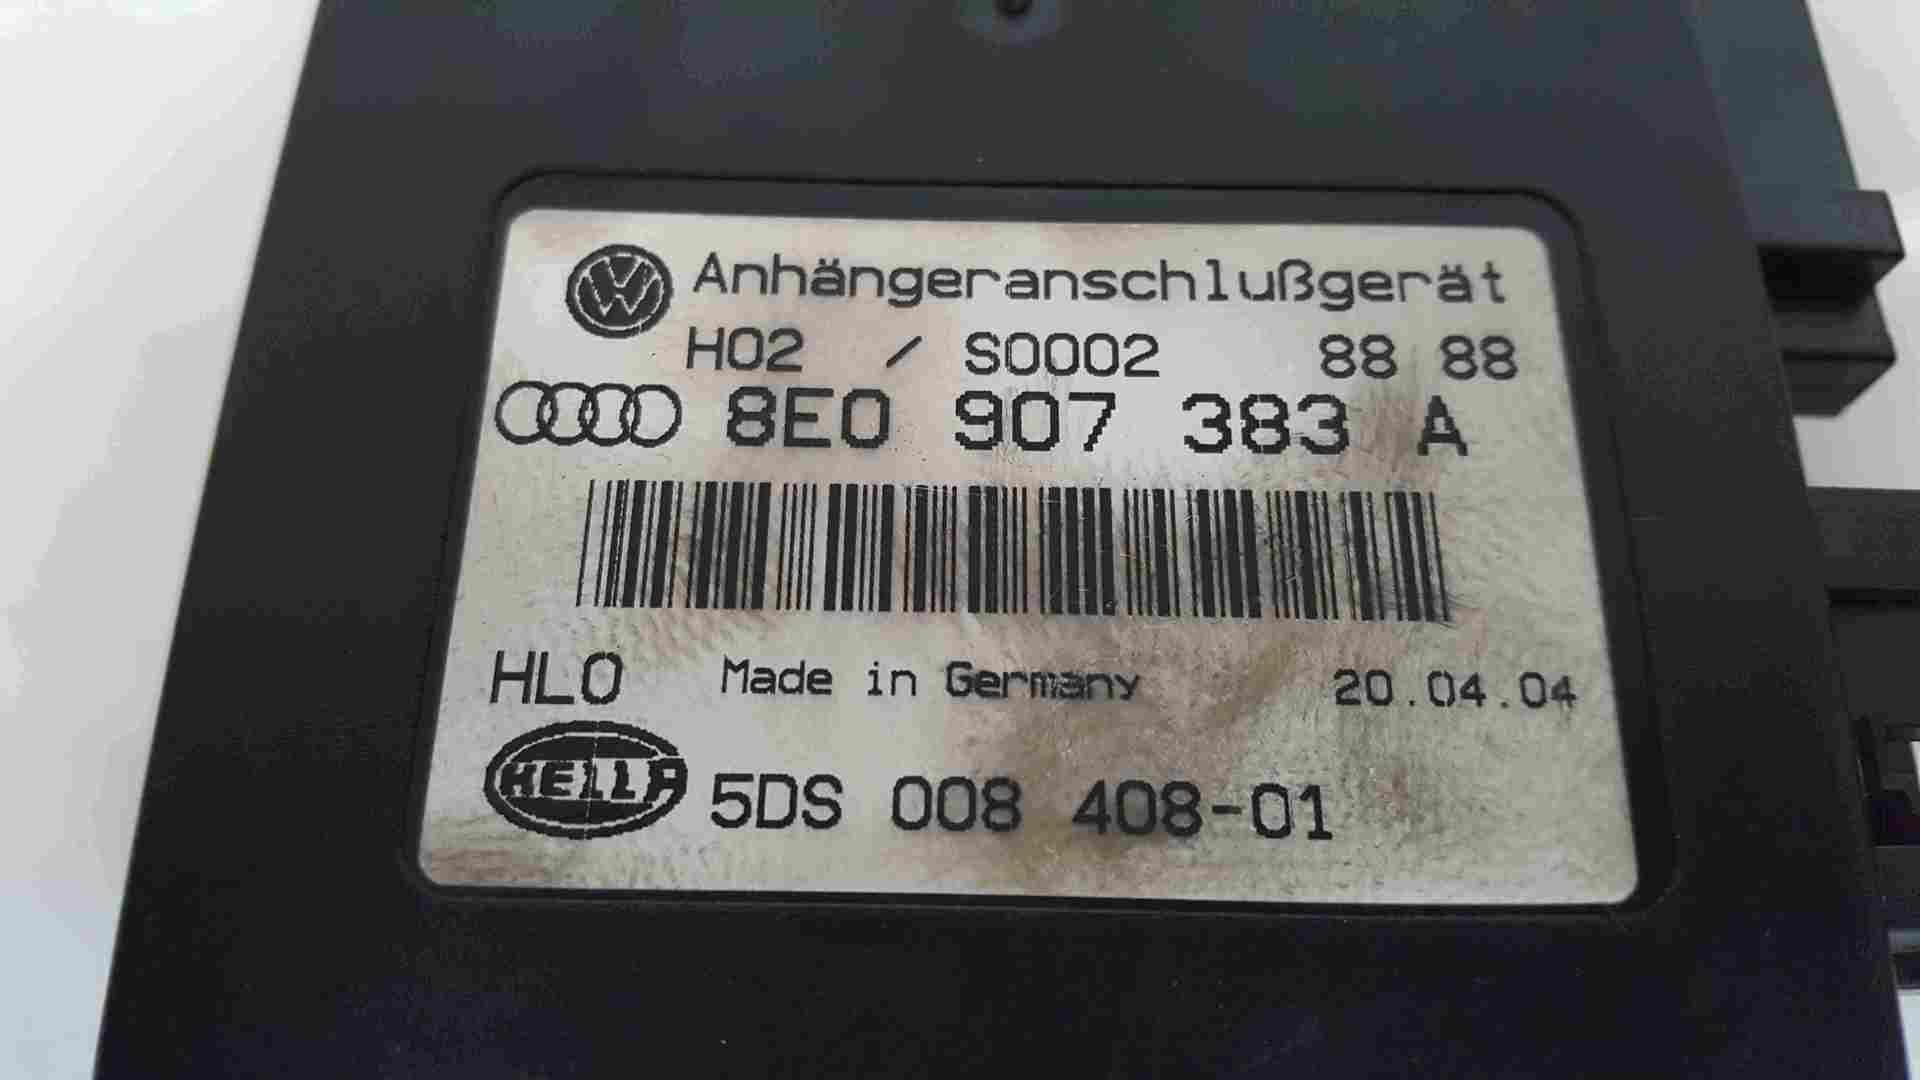 Anhängeranschlußgerät
H02 / S0002 88 88
8E0 907 383 A
HLO Made in Germany 20.04.04
HELLA 5DS 008 408-01